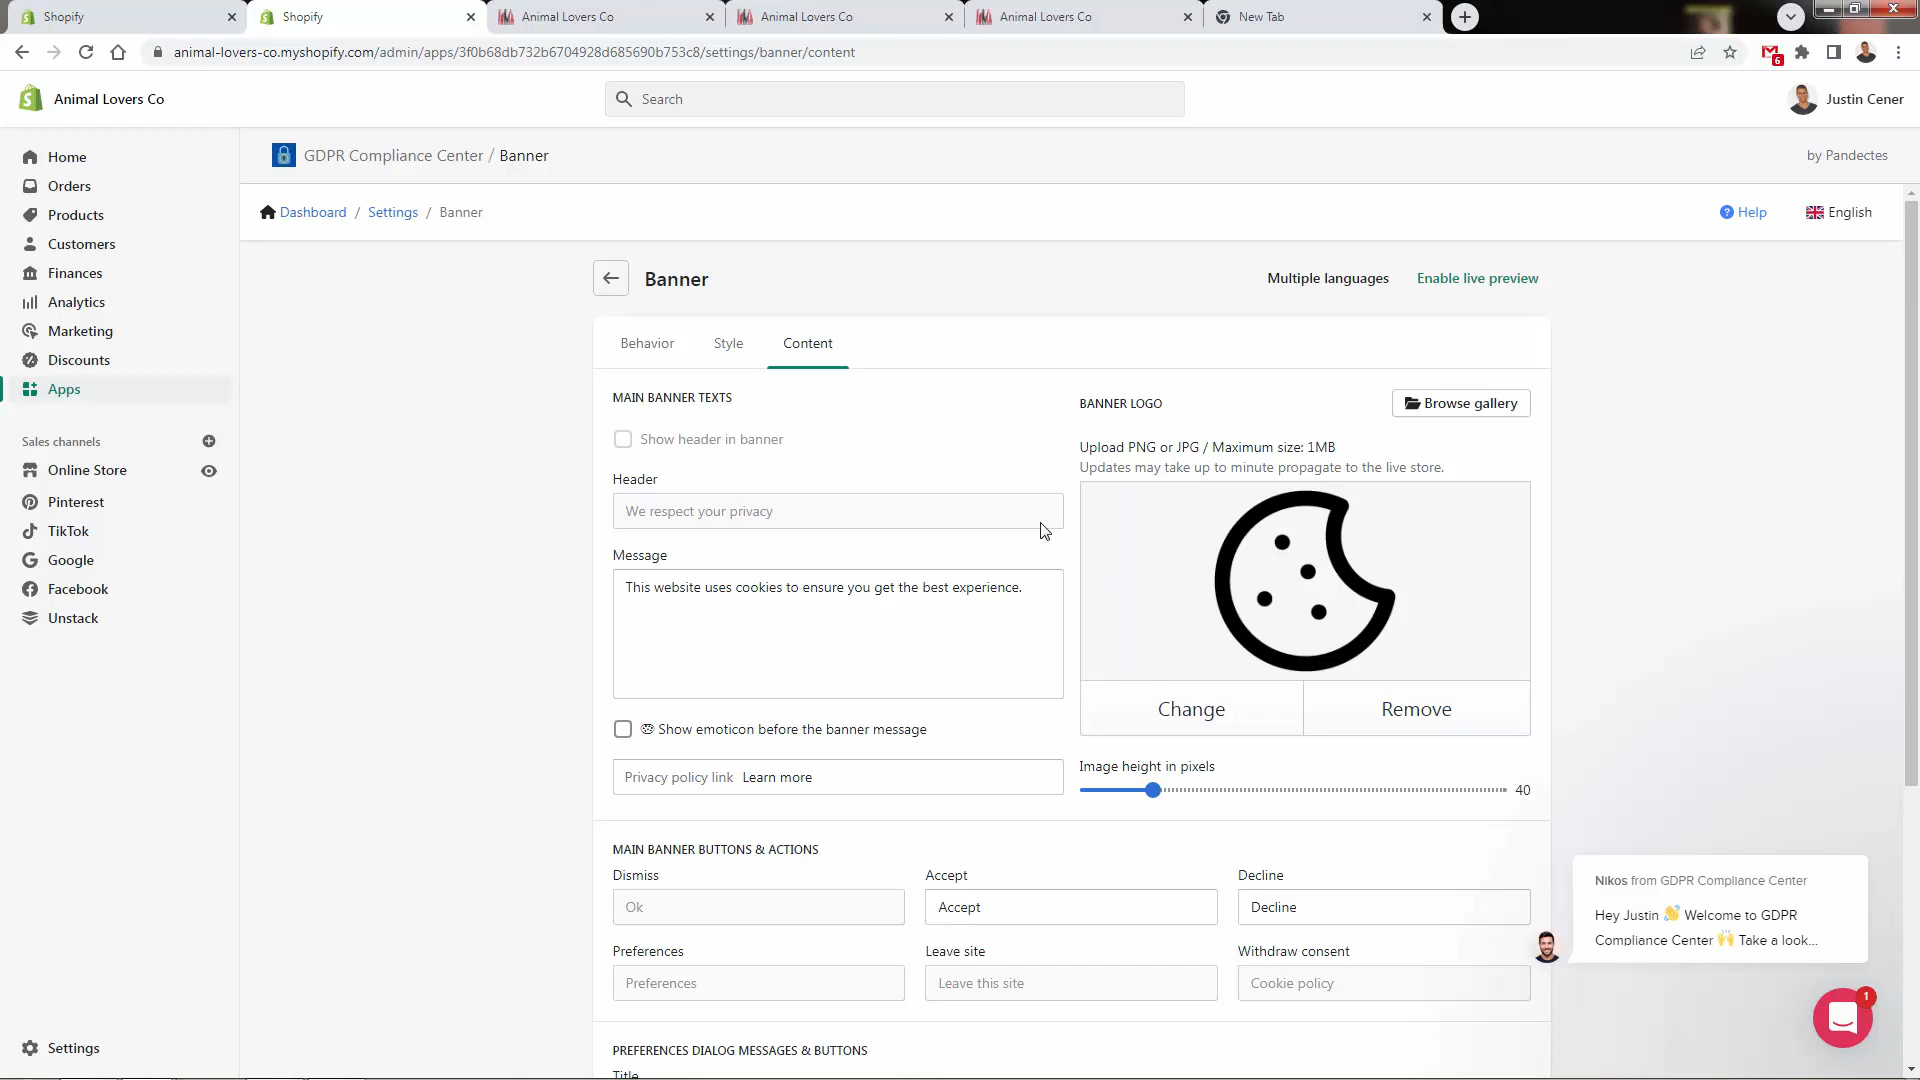 Shopify
Shopify
Animal Lovers Co
Animal Lovers Co
Animal Lovers Co
New Tab
animal-lovers-co.myshopify.com/admin/apps/3f0b68db732b6704928d685690b753c8/settings/banner/content
6
Animal Lovers Co
Search
Justin Cener
Home
Orders
Products
Customers
Finances
Analytics
Marketing
Discounts
Apps
Sales channels
Online Store
Pinterest
TikTok
Google
Facebook
Unstack
Settings
GDPR Compliance Center / Banner
by Pandectes
Dashboard / Settings / Banner
Help
English
Banner
Multiple languages
Enable live preview
Behavior
Style
Content
MAIN BANNER TEXTS
Show header in banner
Header
We respect your privacy
Message
This website uses cookies to ensure you get the best experience.
Show emoticon before the banner message
Privacy policy link Learn more
BANNER LOGO
Browse gallery
Upload PNG or JPG / Maximum size: 1MB
Updates may take up to minute propagate to the live store.
Change
Remove
Image height in pixels
40
MAIN BANNER BUTTONS & ACTIONS
Dismiss
Accept
Decline
Ok
Accept
Decline
Preferences
Leave site
Withdraw consent
Preferences
Leave this site
Cookie policy
PREFERENCES DIALOG MESSAGES & BUTTONS
Title
Nikos from GDPR Compliance Center
Hey Justin 👋 Welcome to GDPR
Compliance Center 🙌 Take a look...
1